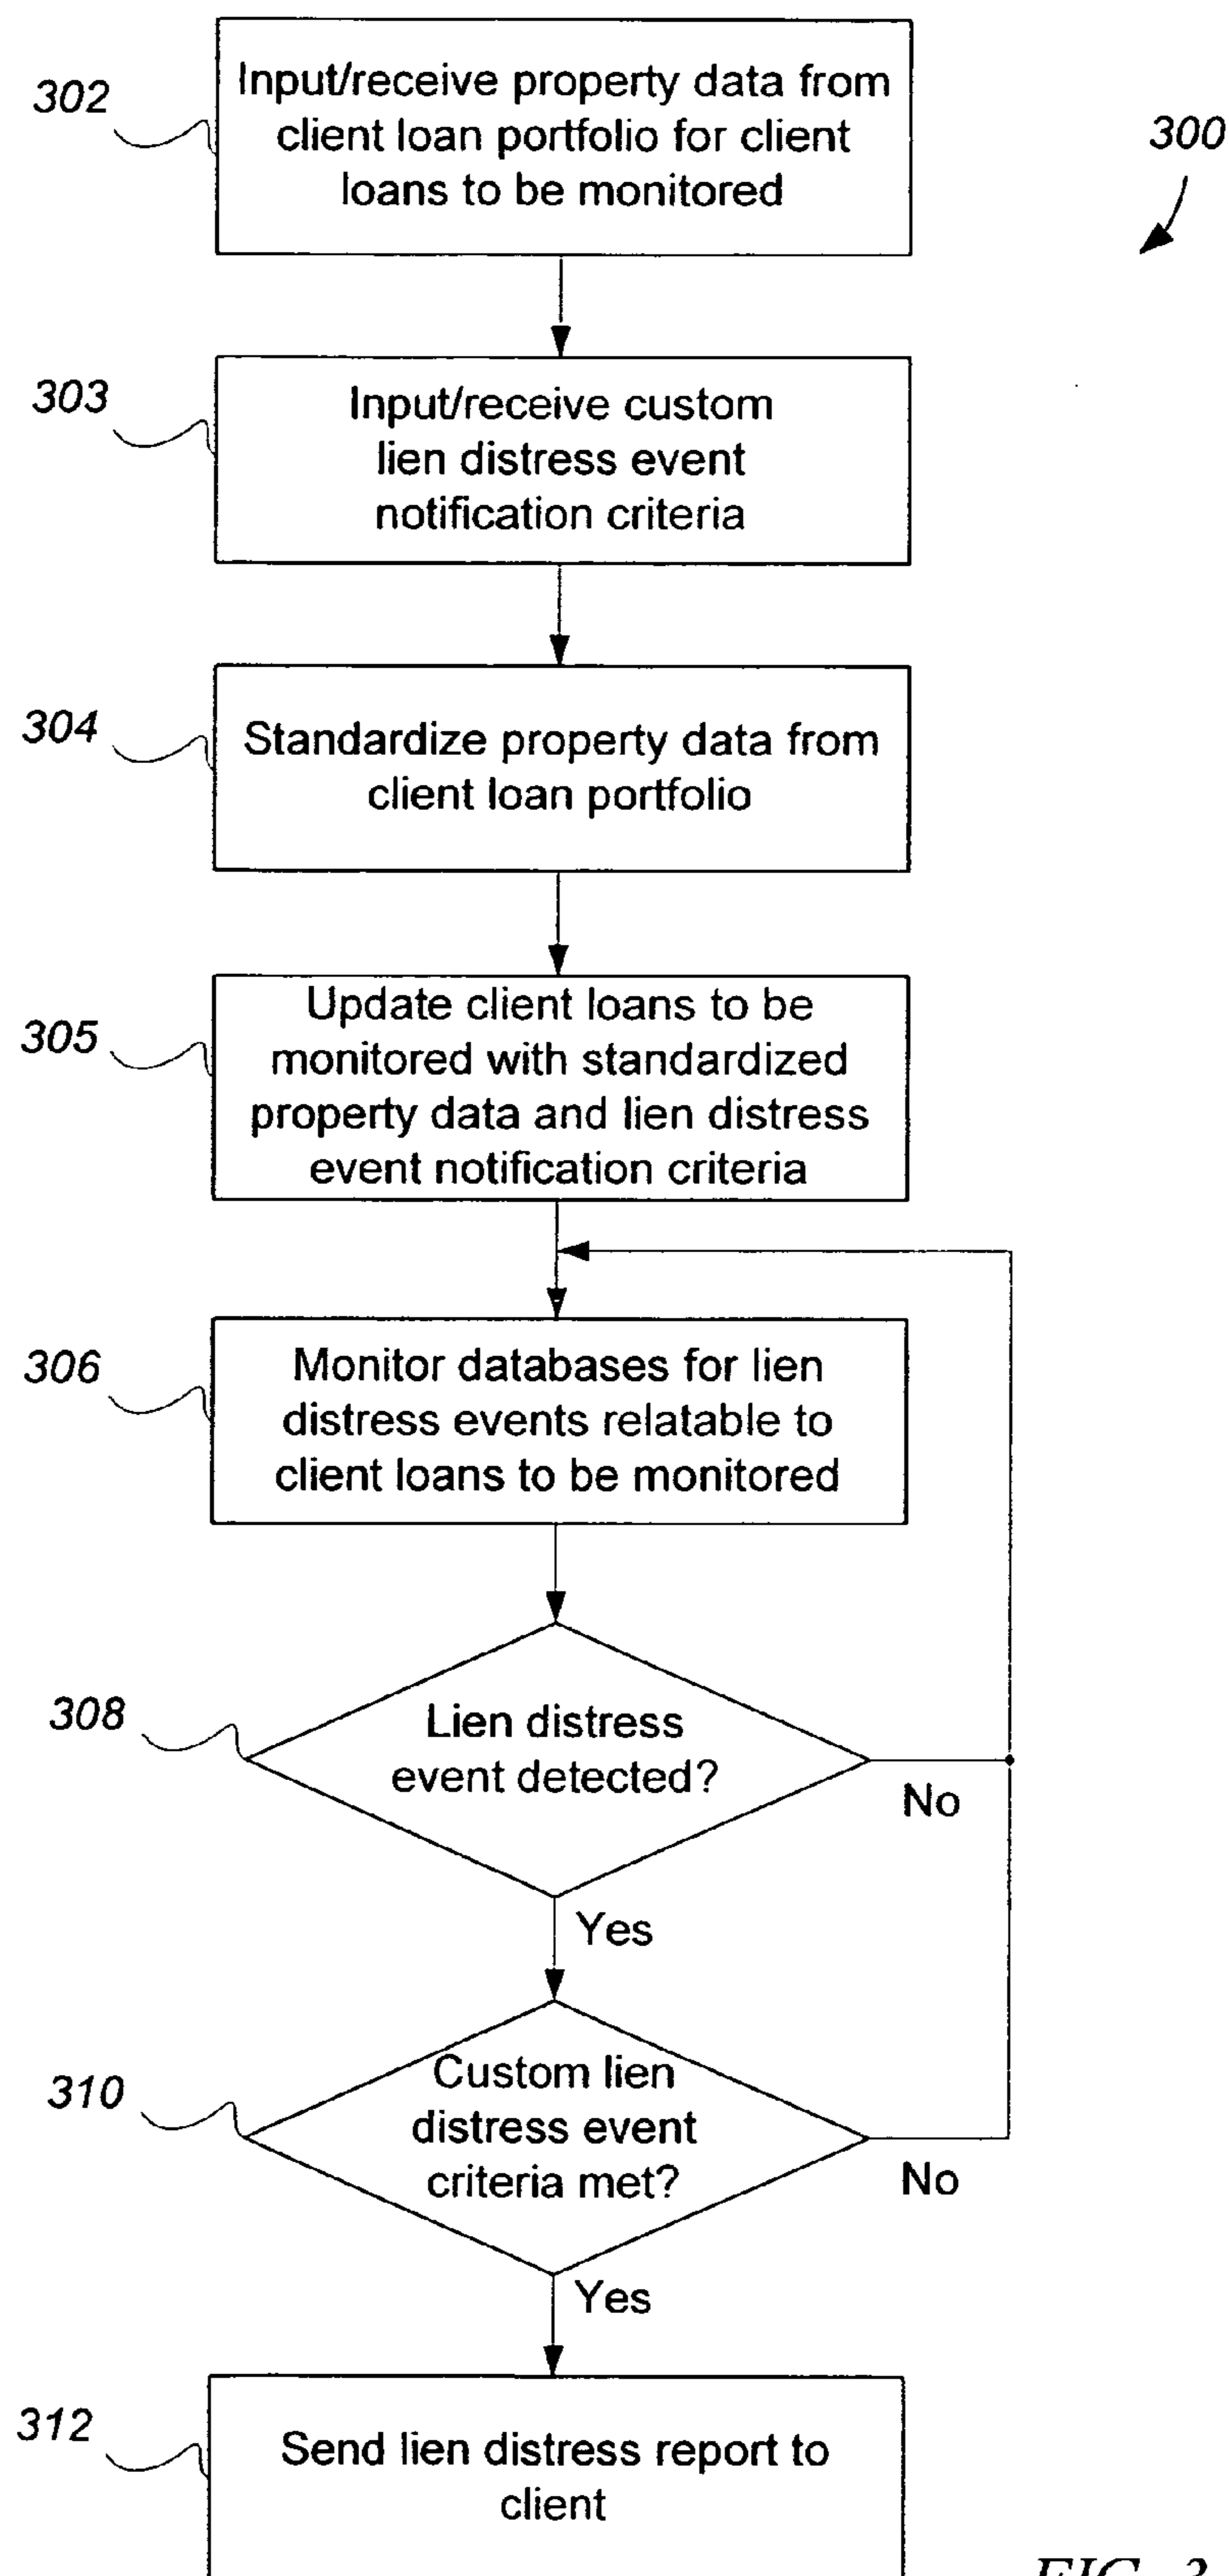 302
Input/receive property data from
client loan portfolio for client
loans to be monitored
300
303
Input/receive custom
lien distress event
notification criteria
304
Standardize property data from
client loan portfolio
305
Update client loans to be
monitored with standardized
property data and lien distress
event notification criteria
306
Monitor databases for lien
distress events relatable to
client loans to be monitored
308
Lien distress
event detected?
No
Yes
310
Custom lien
distress event
criteria met?
No
Yes
312
Send lien distress report to
client
FIG. 3